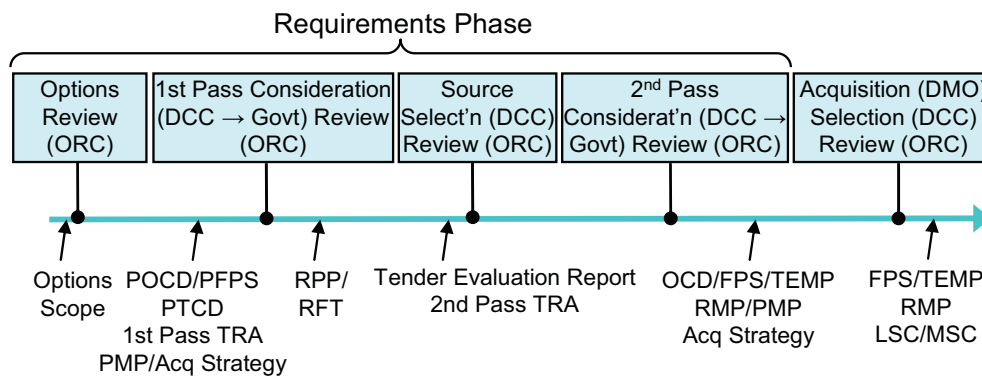 Requirements Phase
Options
Review
(ORC)
1st Pass Consideration
(DCC → Govt) Review
(ORC)
Source
Select'n (DCC)
Review (ORC)
2nd Pass
Considerat'n (DCC →
Govt) Review (ORC)
Acquisition (DMO)
Selection (DCC)
Review (ORC)
Options
Scope
POCD/PFPS
PTCD
1st Pass TRA
PMP/Acq Strategy
RPP/
RFT
Tender Evaluation Report
2nd Pass TRA
OCD/FPS/TEMP
RMP/PMP
Acq Strategy
FPS/TEMP
RMP
LSC/MSC